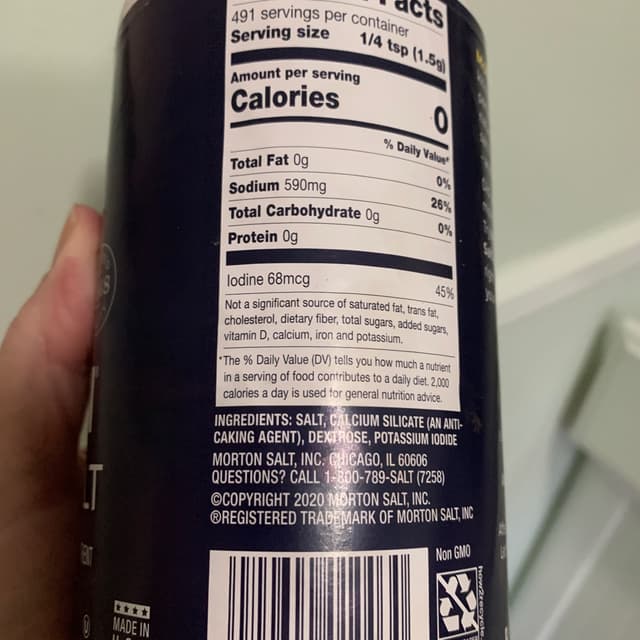 Facts
491 servings per container
Serving size 1/4 tsp (1.5g)
Amount per serving
Calories 0
% Daily Value*
Total Fat 0g 0%
Sodium 590mg 26%
Total Carbohydrate 0g 0%
Protein 0g
Iodine 68mcg 45%
Not a significant source of saturated fat, trans fat,
cholesterol, dietary fiber, total sugars, added sugars,
vitamin D, calcium, iron and potassium.
*The % Daily Value (DV) tells you how much a nutrient
in a serving of food contributes to a daily diet. 2,000
calories a day is used for general nutrition advice.
INGREDIENTS: SALT, CALCIUM SILICATE (AN ANTI-
CAKING AGENT), DEXTROSE, POTASSIUM IODIDE
MORTON SALT, INC. CHICAGO, IL 60606
QUESTIONS? CALL 1-800-789-SALT (7258)
©COPYRIGHT 2020 MORTON SALT, INC.
®REGISTERED TRADEMARK OF MORTON SALT, INC
Non GMO
how2recycle
MADE IN